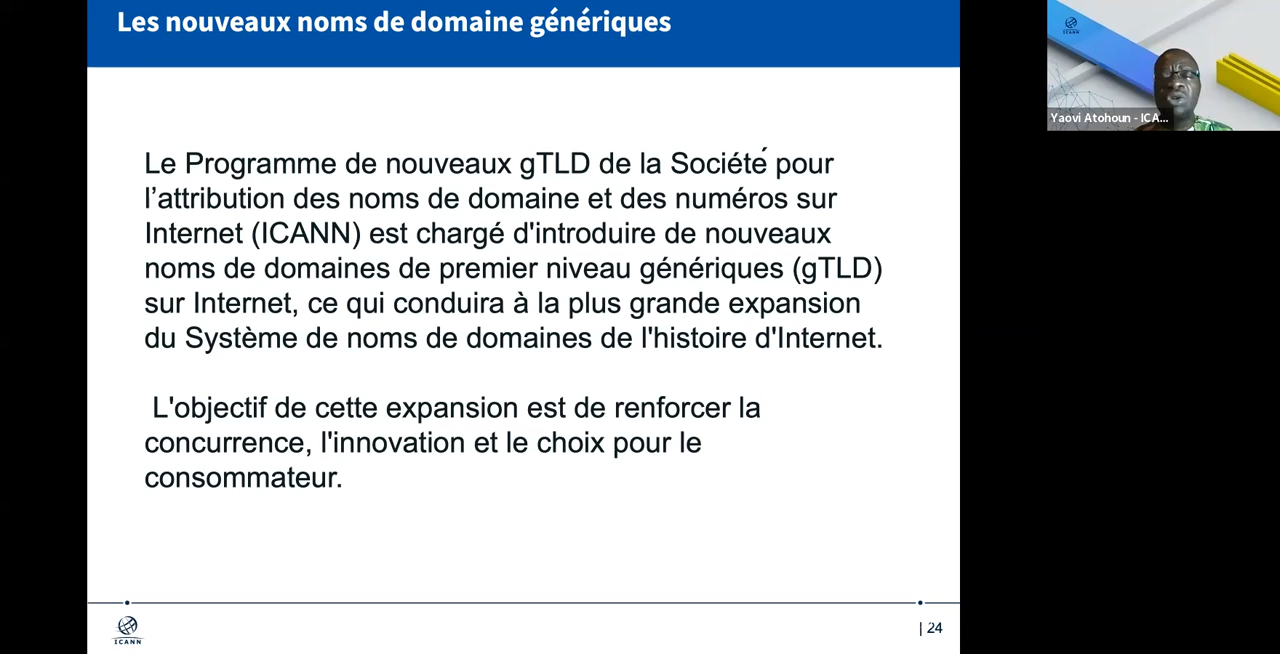 Les nouveaux noms de domaine génériques
Le Programme de nouveaux gTLD de la Société pour
l’attribution des noms de domaine et des numéros sur
Internet (ICANN) est chargé d'introduire de nouveaux
noms de domaines de premier niveau génériques (gTLD)
sur Internet, ce qui conduira à la plus grande expansion
du Système de noms de domaines de l'histoire d'Internet.
L'objectif de cette expansion est de renforcer la
concurrence, l'innovation et le choix pour le
consommateur.
ICANN
| 24
ICANN
Yaovi Atohoun - ICA...